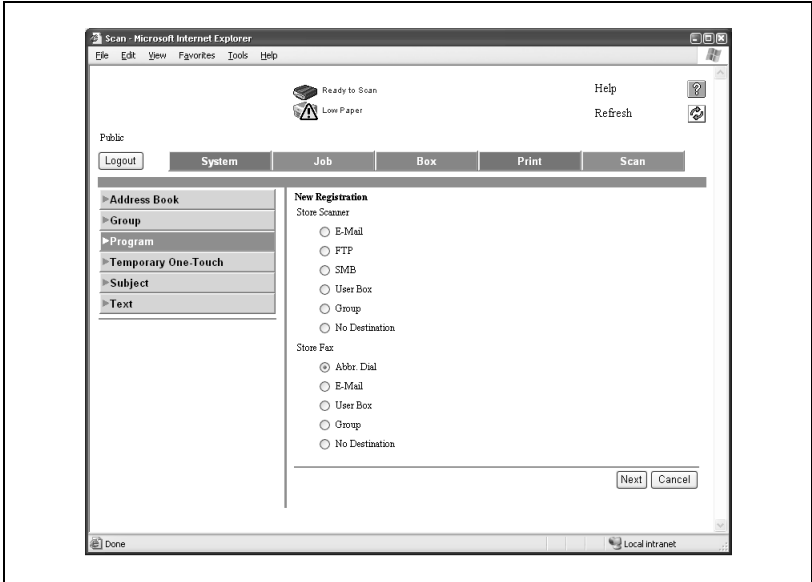 Scan - Microsoft Internet Explorer
File Edit View Favorites Tools Help
Ready to Scan
Low Paper
Help
Refresh
Public
Logout System Job Box Print Scan
Address Book
Group
Program
Temporary One-Touch
Subject
Text
New Registration
Store Scanner
E-Mail
FTP
SMB
User Box
Group
No Destination
Store Fax
Abbr. Dial
E-Mail
User Box
Group
No Destination
Next Cancel
Done Local intranet